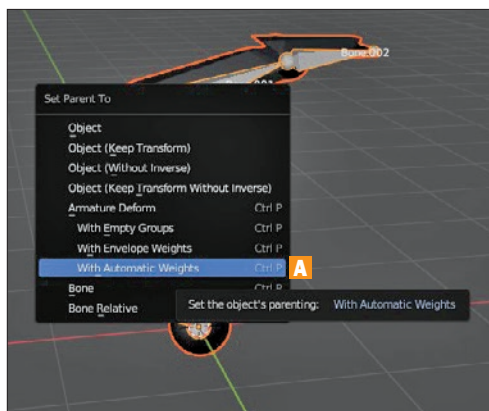 Bone.002
Set Parent To
Object
Object (Keep Transform)
Object (Without Inverse)
Object (Keep Transform Without Inverse)
Armature Deform Ctrl P
With Empty Groups Ctrl P
With Envelope Weights Ctrl P
With Automatic Weights Ctrl P A
Bone Ctrl P
Set the object's parenting: With Automatic Weights
Bone Relative